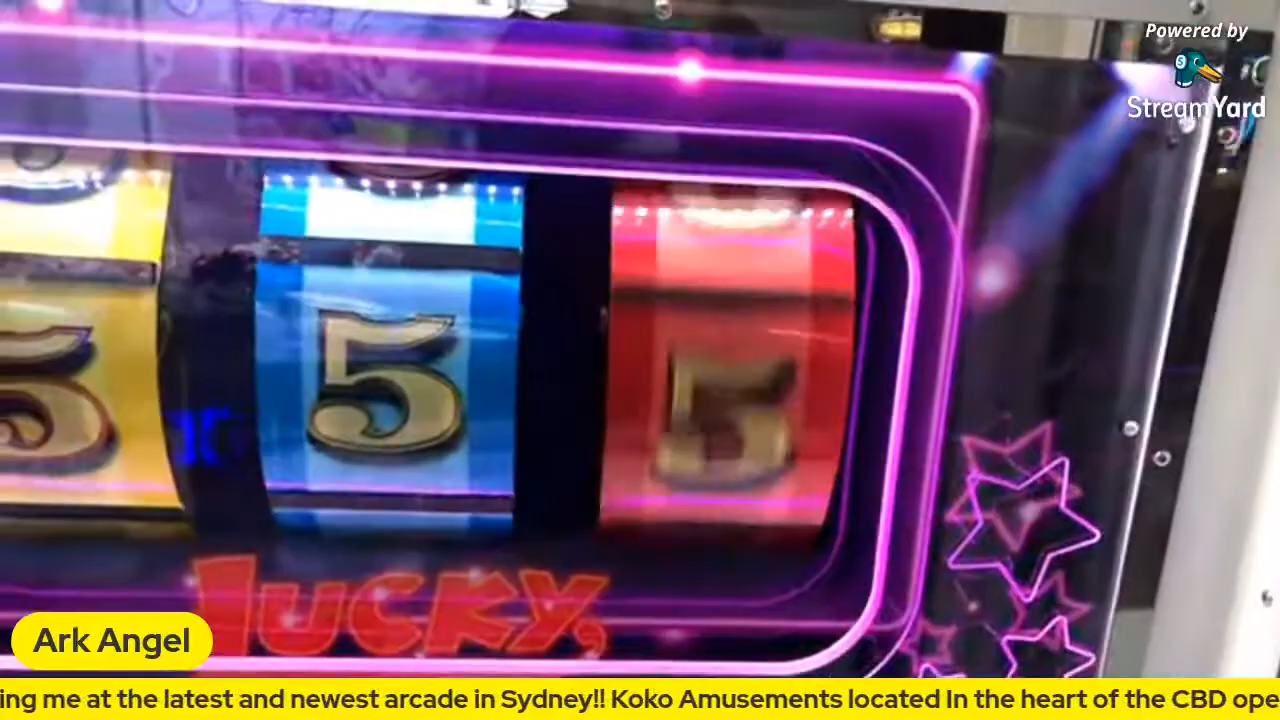 Powered by
StreamYard
5 5 5
lucky,
Ark Angel
ing me at the latest and newest arcade in Sydney!! Koko Amusements located In the heart of the CBD ope